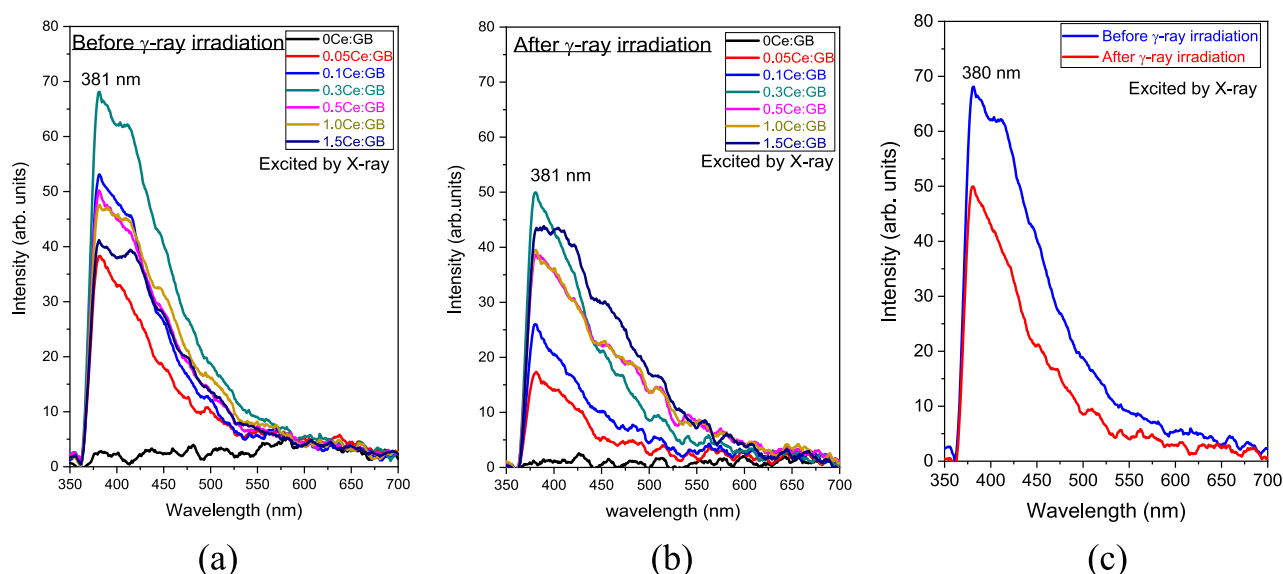 Before γ-ray irradiation
0Ce:GB
0.05Ce:GB
0.1Ce:GB
0.3Ce:GB
0.5Ce:GB
1.0Ce:GB
1.5Ce:GB
Excited by X-ray
381 nm
Intensity (arb. units)
80
70
60
50
40
30
20
10
0
350 400 450 500 550 600 650 700
Wavelength (nm)
(a)
After γ-ray irradiation
0Ce:GB
0.05Ce:GB
0.1Ce:GB
0.3Ce:GB
0.5Ce:GB
1.0Ce:GB
1.5Ce:GB
Excited by X-ray
381 nm
Intensity (arb.units)
80
70
60
50
40
30
20
10
0
350 400 450 500 550 600 650 700
wavelength (nm)
(b)
Before γ-ray irradiation
After γ-ray irradiation
380 nm
Excited by X-ray
Intensity (arb. units)
80
70
60
50
40
30
20
10
0
350 400 450 500 550 600 650 700
Wavelength (nm)
(c)